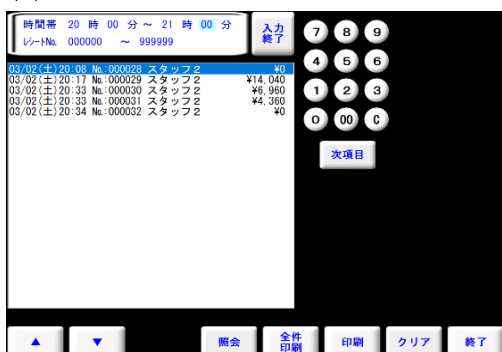 時間帯 20 時 00 分 ～ 21 時 00 分
ﾚｼｰﾄNo. 000000 ～ 999999
入力
終了
7 8 9
4 5 6
1 2 3
0 00 C
次項目
03/02(土)20:08 No.:000028 スタッフ2 ¥0
03/02(土)20:17 No.:000029 スタッフ2 ¥14,040
03/02(土)20:33 No.:000030 スタッフ2 ¥6,960
03/02(土)20:33 No.:000031 スタッフ2 ¥4,360
03/02(土)20:34 No.:000032 スタッフ2 ¥0
▲ ▼ 照会 全件 印刷 クリア 終了
印刷